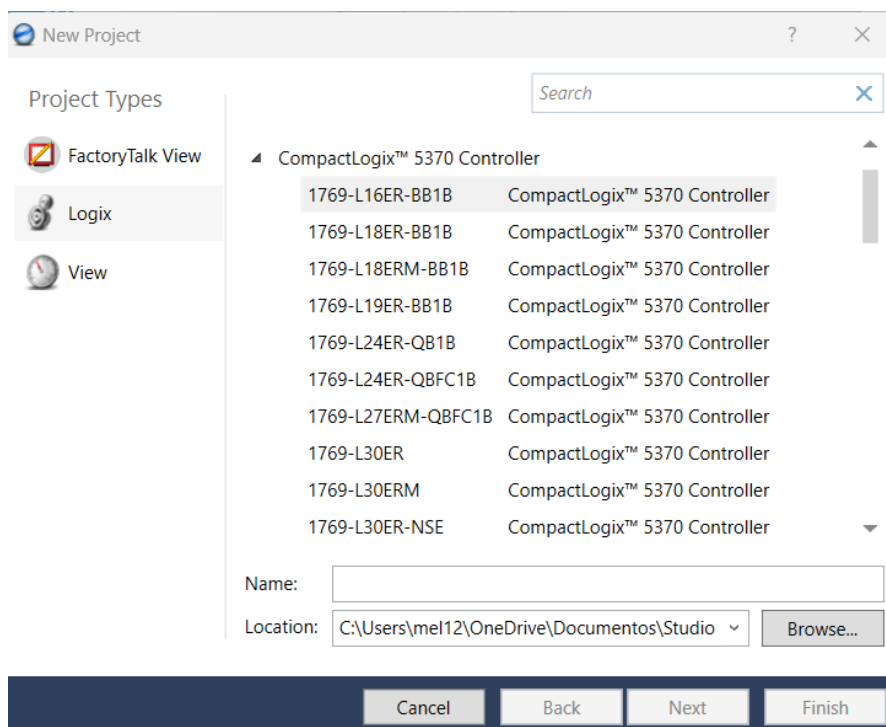 New Project
?
Project Types
Search
FactoryTalk View
Logix
View
CompactLogix™ 5370 Controller
1769-L16ER-BB1B CompactLogix™ 5370 Controller
1769-L18ER-BB1B CompactLogix™ 5370 Controller
1769-L18ERM-BB1B CompactLogix™ 5370 Controller
1769-L19ER-BB1B CompactLogix™ 5370 Controller
1769-L24ER-QB1B CompactLogix™ 5370 Controller
1769-L24ER-QBFC1B CompactLogix™ 5370 Controller
1769-L27ERM-QBFC1B CompactLogix™ 5370 Controller
1769-L30ER CompactLogix™ 5370 Controller
1769-L30ERM CompactLogix™ 5370 Controller
1769-L30ER-NSE CompactLogix™ 5370 Controller
Name:
Location: C:\Users\mel12\OneDrive\Documentos\Studio Browse...
Cancel Back Next Finish